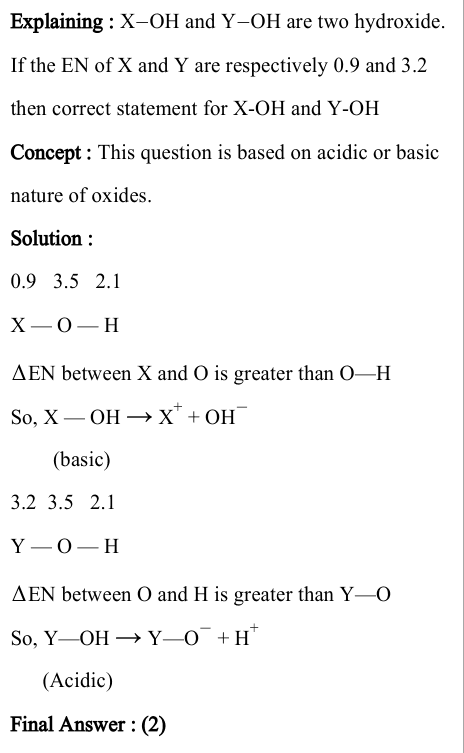 Explaining : X–OH and Y–OH are two hydroxide.
If the EN of X and Y are respectively 0.9 and 3.2
then correct statement for X-OH and Y-OH
Concept : This question is based on acidic or basic
nature of oxides.
Solution :
0.9 3.5 2.1
X — O — H
ΔEN between X and O is greater than O—H
So, X — OH → X⁺ + OH⁻
(basic)
3.2 3.5 2.1
Y — O — H
ΔEN between O and H is greater than Y—O
So, Y—OH → Y—O⁻ + H⁺
(Acidic)
Final Answer : (2)